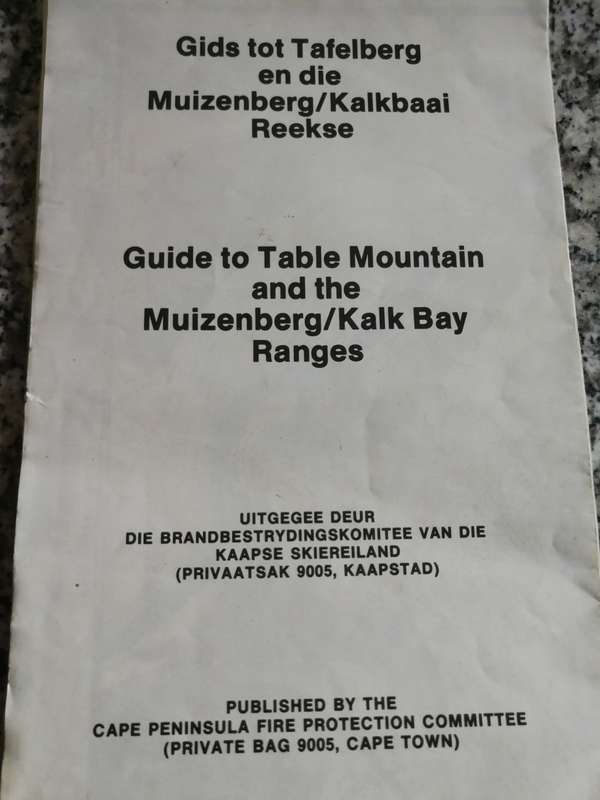 Gids tot Tafelberg
en die
Muizenberg/Kalkbaai
Reekse
Guide to Table Mountain
and the
Muizenberg/Kalk Bay
Ranges
UITGEGEE DEUR
DIE BRANDBESTRYDINGSKOMITEE VAN DIE
KAAPSE SKIEREILAND
(PRIVAATSAK 9005, KAAPSTAD)
PUBLISHED BY THE
CAPE PENINSULA FIRE PROTECTION COMMITTEE
(PRIVATE BAG 9005, CAPE TOWN)